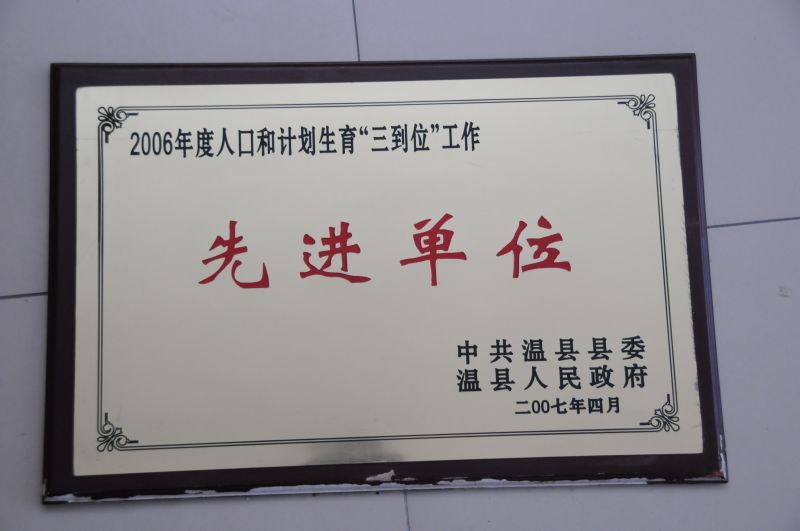 2006年度人口和计划生育“三到位”工作
先进单位
中共温县县委
温县人民政府
二00七年四月